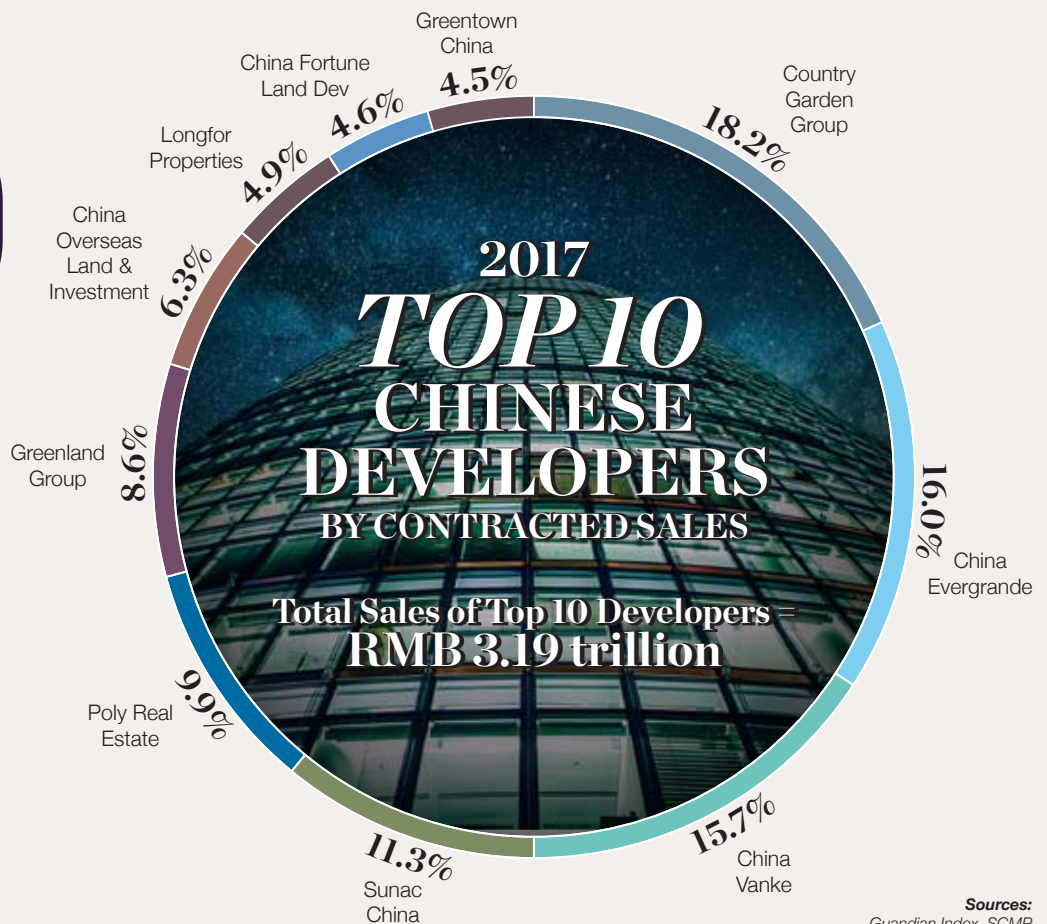 Greentown
China
4.5%
China Fortune
Land Dev
4.6%
Longfor
Properties
4.9%
China
Overseas
Land &
Investment
6.3%
Greenland
Group
8.6%
Poly Real
Estate
9.9%
11.3%
Sunac
China
15.7%
China
Vanke
16.0%
China
Evergrande
18.2%
Country
Garden
Group
2017
TOP 10
CHINESE
DEVELOPERS
BY CONTRACTED SALES
Total Sales of Top 10 Developers =
RMB 3.19 trillion
Sources:
Guandian Index, SCMP